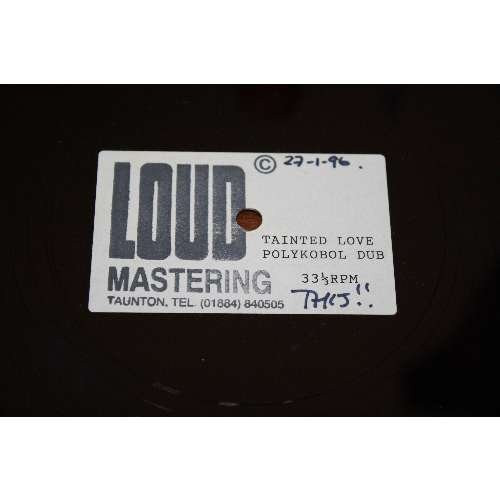 © 27-1-96.
LOUD
TAINTED LOVE
POLYKOBOL DUB
MASTERING
33⅓RPM
TAUNTON. TEL. (01884) 840505